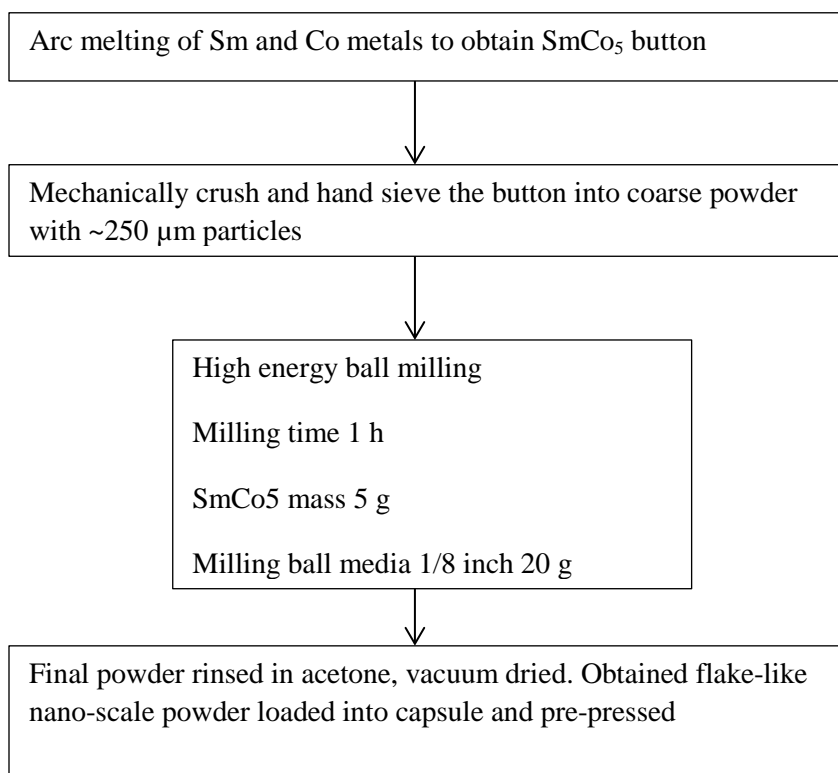 Arc melting of Sm and Co metals to obtain SmCo₅ button
Mechanically crush and hand sieve the button into coarse powder
with ~250 µm particles
High energy ball milling
Milling time 1 h
SmCo5 mass 5 g
Milling ball media 1/8 inch 20 g
Final powder rinsed in acetone, vacuum dried. Obtained flake-like
nano-scale powder loaded into capsule and pre-pressed